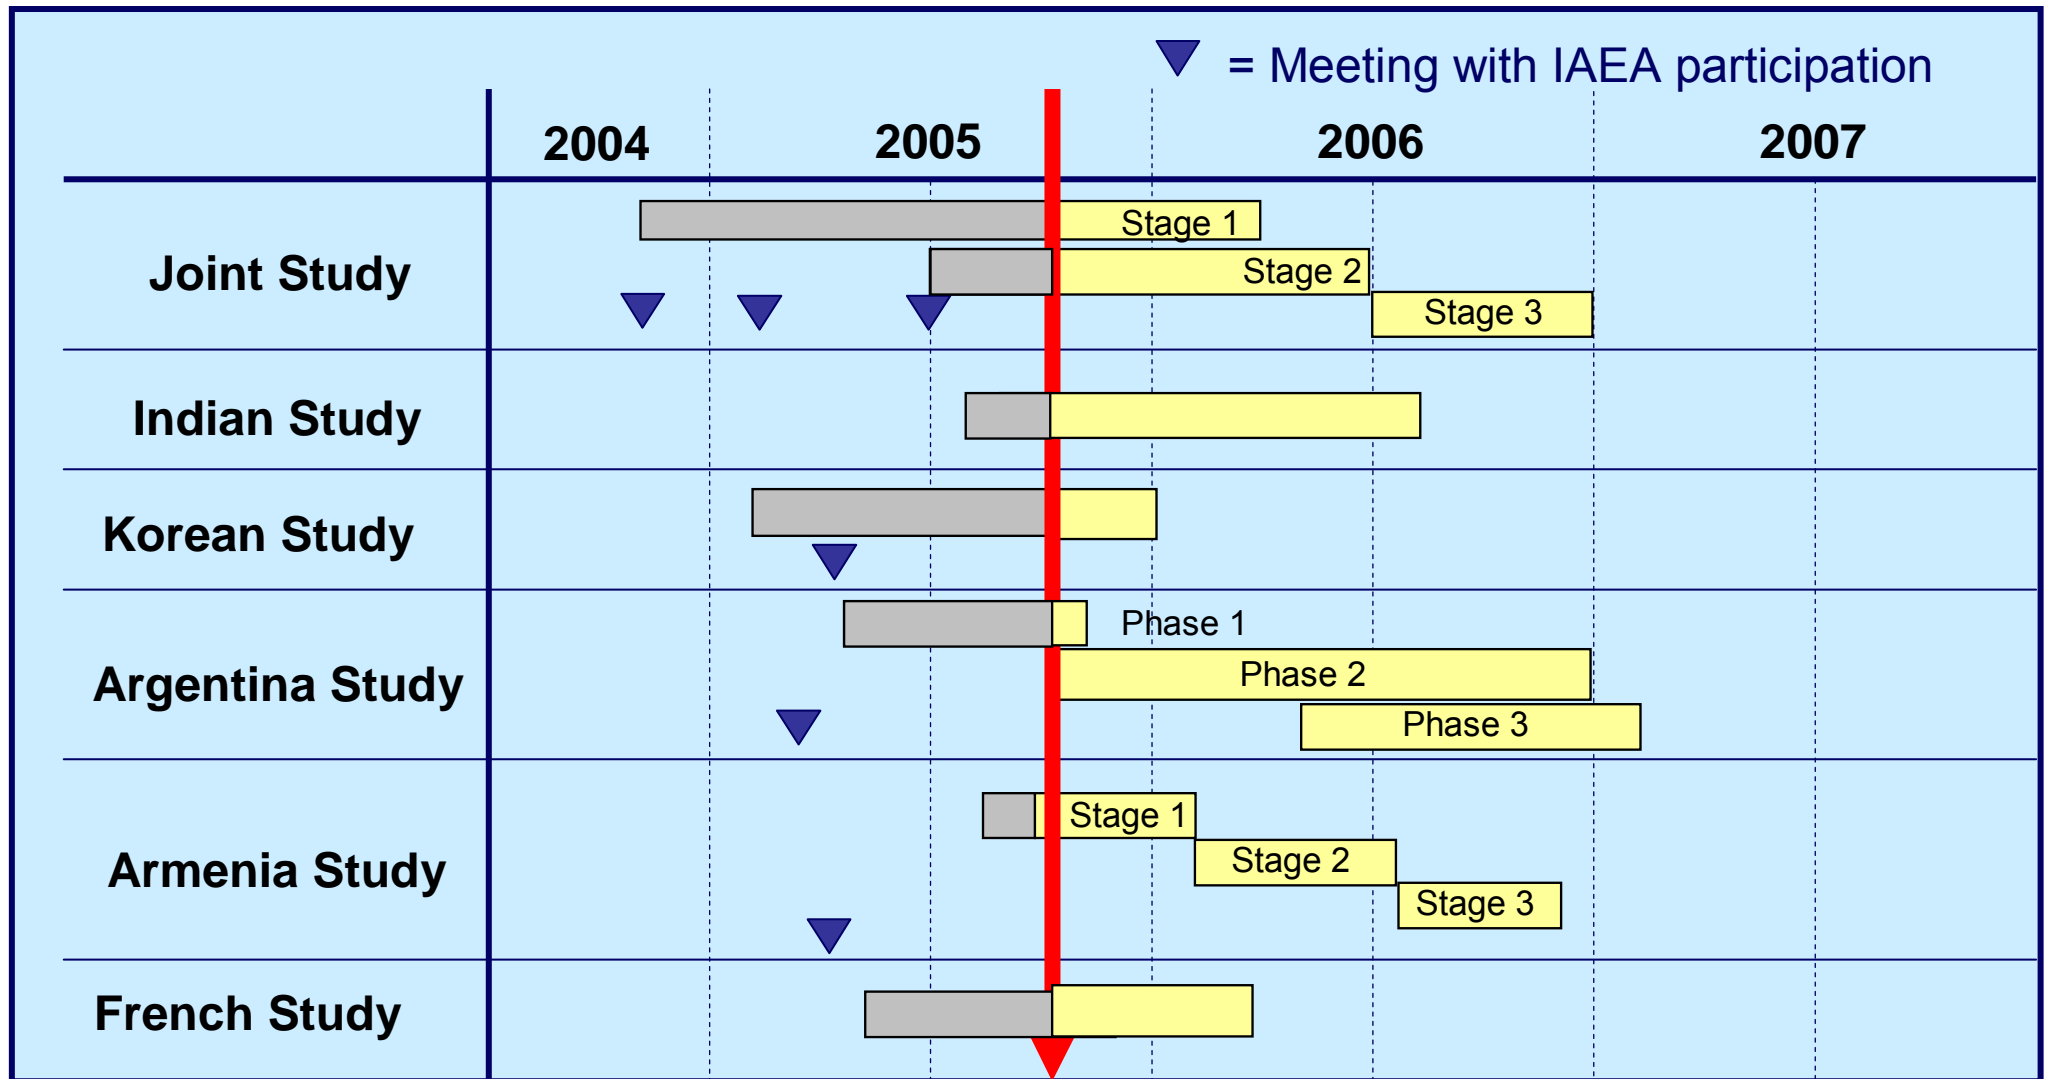 = Meeting with IAEA participation
2004 2005 2006 2007
Joint Study
Stage 1
Stage 2
Stage 3
Indian Study
Korean Study
Argentina Study
Phase 1
Phase 2
Phase 3
Armenia Study
Stage 1
Stage 2
Stage 3
French Study